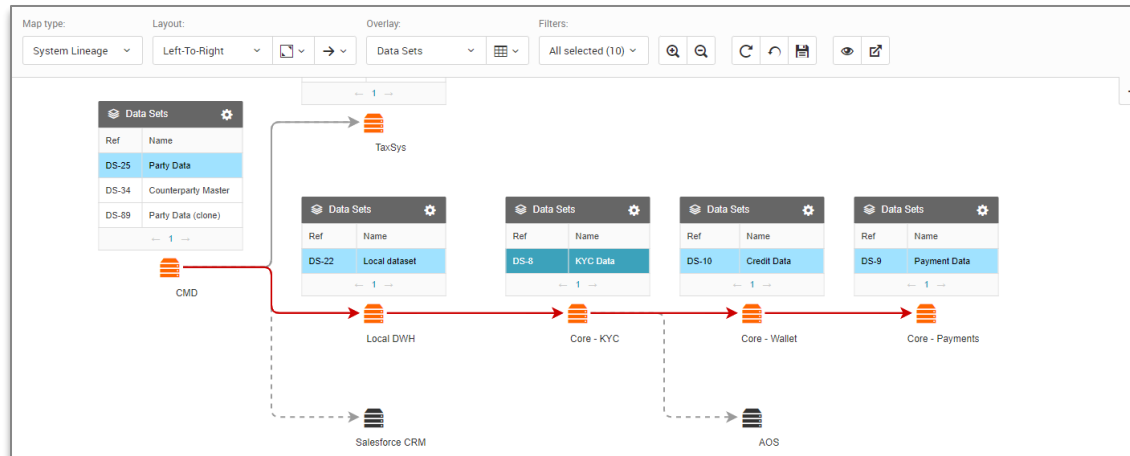 Map type: Layout: Overlay: Filters:
System Lineage Left-To-Right Data Sets All selected (10)
← 1 →
Data Sets
Ref Name
DS-25 Party Data
DS-34 Counterparty Master
DS-89 Party Data (clone)
← 1 →
CMD
TaxSys
Data Sets Data Sets Data Sets Data Sets
Ref Name Ref Name Ref Name Ref Name
DS-22 Local dataset DS-8 KYC Data DS-10 Credit Data DS-9 Payment Data
← 1 → ← 1 → ← 1 → ← 1 →
Local DWH Core - KYC Core - Wallet Core - Payments
Salesforce CRM AOS